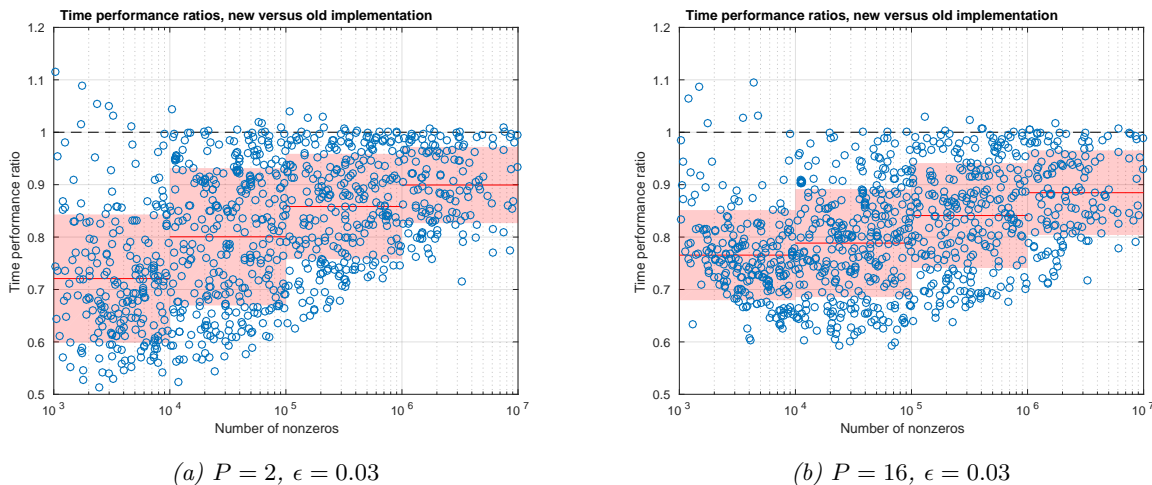 Time performance ratios, new versus old implementation
1.2
1.1
1
0.9
0.8
0.7
0.6
0.5
Time performance ratio
10^3 10^4 10^5 10^6 10^7
Number of nonzeros
(a) P = 2, ϵ = 0.03
Time performance ratios, new versus old implementation
1.2
1.1
1
0.9
0.8
0.7
0.6
0.5
Time performance ratio
10^3 10^4 10^5 10^6 10^7
Number of nonzeros
(b) P = 16, ϵ = 0.03